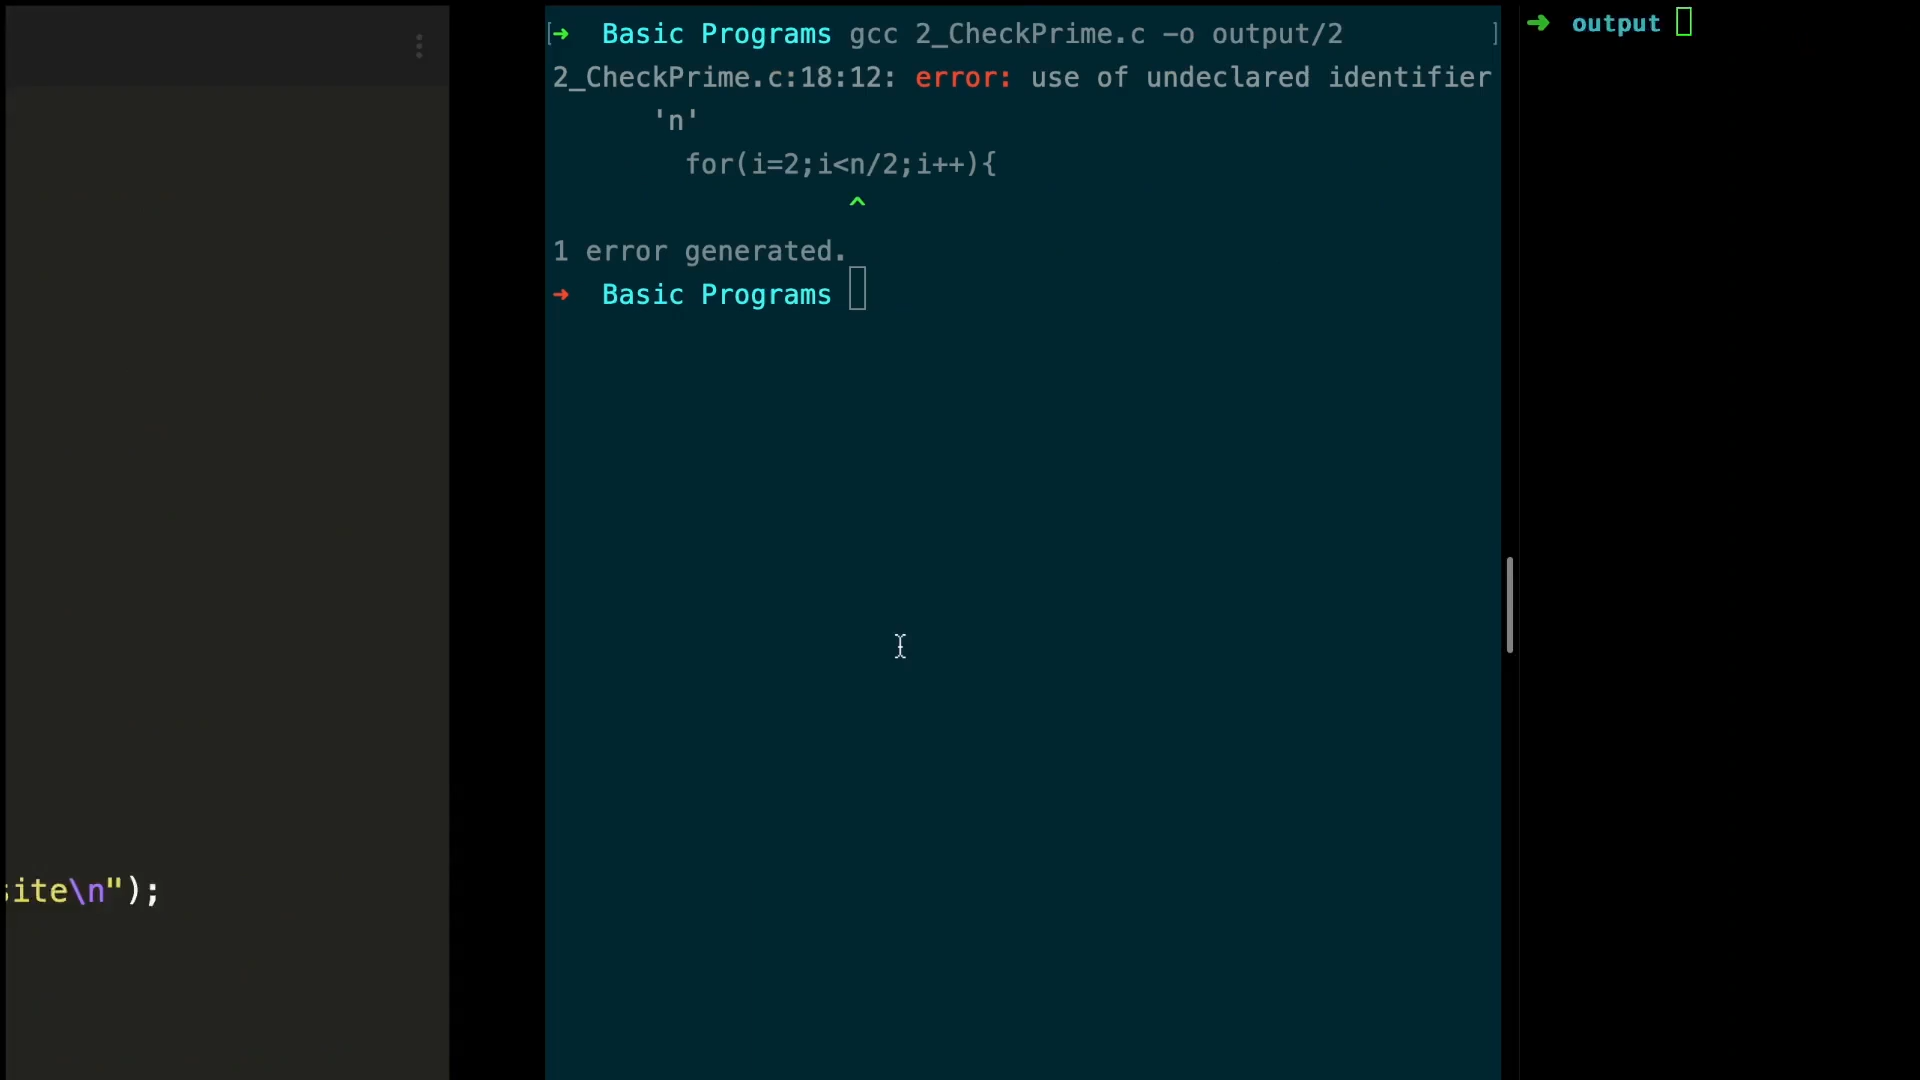 ➜  Basic Programs gcc 2_CheckPrime.c -o output/2
2_CheckPrime.c:18:12: error: use of undeclared identifier
'n'
for(i=2;i<n/2;i++){
^
1 error generated.
➜  Basic Programs
site\n");
➜  output